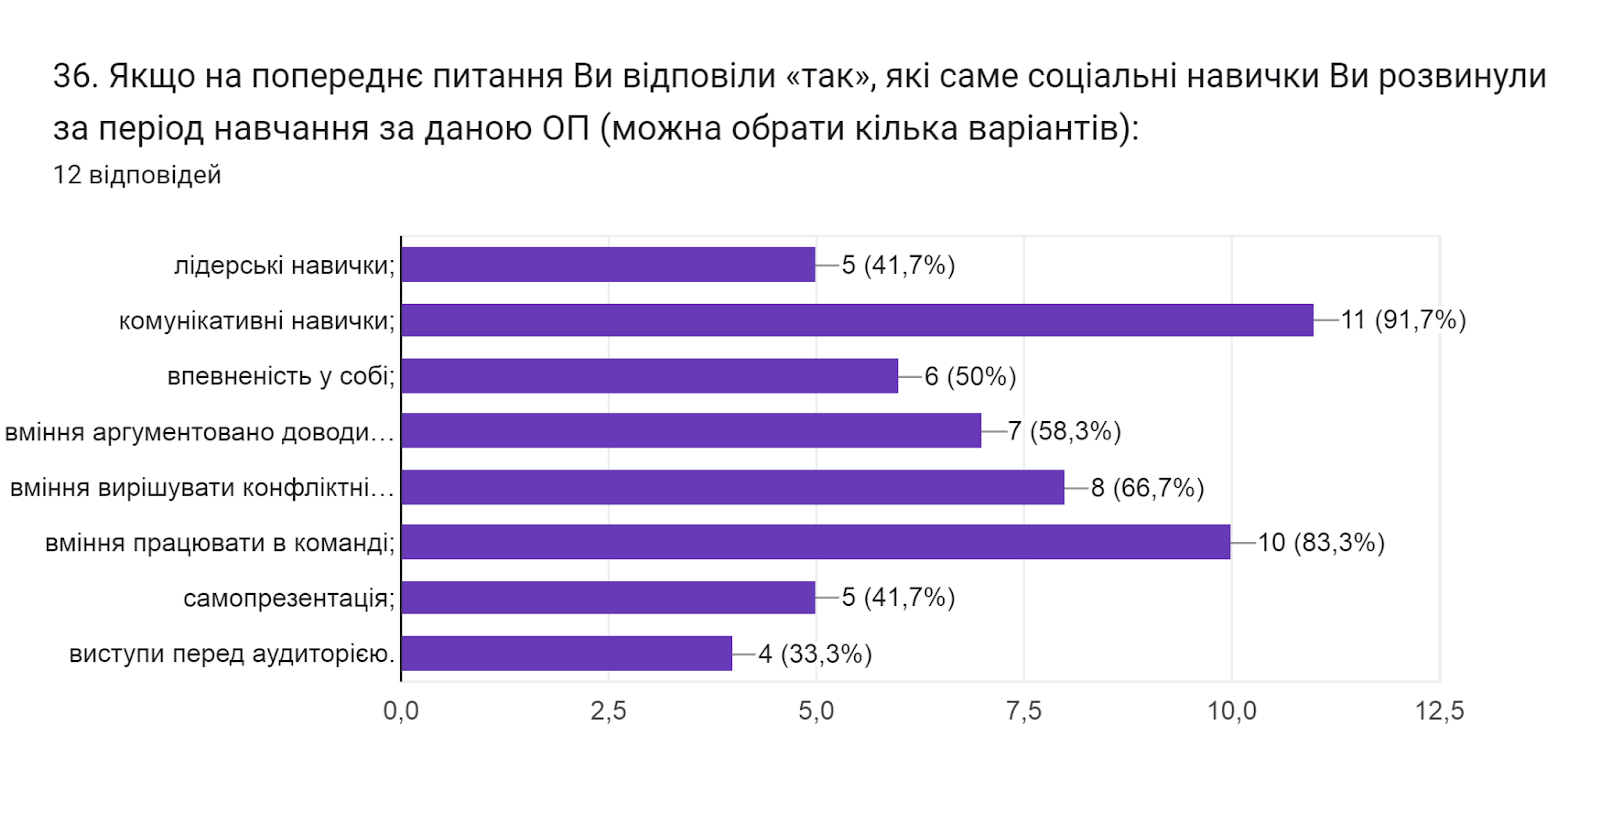 36. Якщо на попереднє питання Ви відповіли «так», які саме соціальні навички Ви розвинули
за період навчання за даною ОП (можна обрати кілька варіантів):
12 відповідей
лідерські навички; 5 (41,7%)
комунікативні навички; 11 (91,7%)
впевненість у собі; 6 (50%)
вміння аргументовано доводи… 7 (58,3%)
вміння вирішувати конфліктні… 8 (66,7%)
вміння працювати в команді; 10 (83,3%)
самопрезентація; 5 (41,7%)
виступи перед аудиторією. 4 (33,3%)
0,0 2,5 5,0 7,5 10,0 12,5